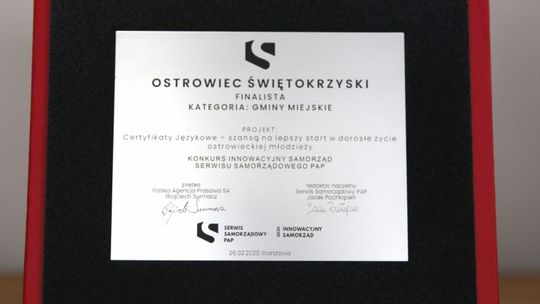 OSTROWIEC ŚWIĘTOKRZYSKI
FINALISTA
KATEGORIA: GMINY MIEJSKIE
PROJEKT:
Certyfikaty Językowe – szansą na lepszy start w dorosłe życie
ostrowieckiej młodzieży
KONKURS INNOWACYJNY SAMORZĄD
SERWISU SAMORZĄDOWEGO PAP
prezes
Polska Agencja Prasowa SA
Wojciech Surmacz
redaktor naczelny
Serwis Samorządowy PAP
Jacek Pochłopień
SERWIS
SAMORZĄDOWY
PAP
2020
INNOWACYJNY
SAMORZĄD
26.02.2020 Warszawa